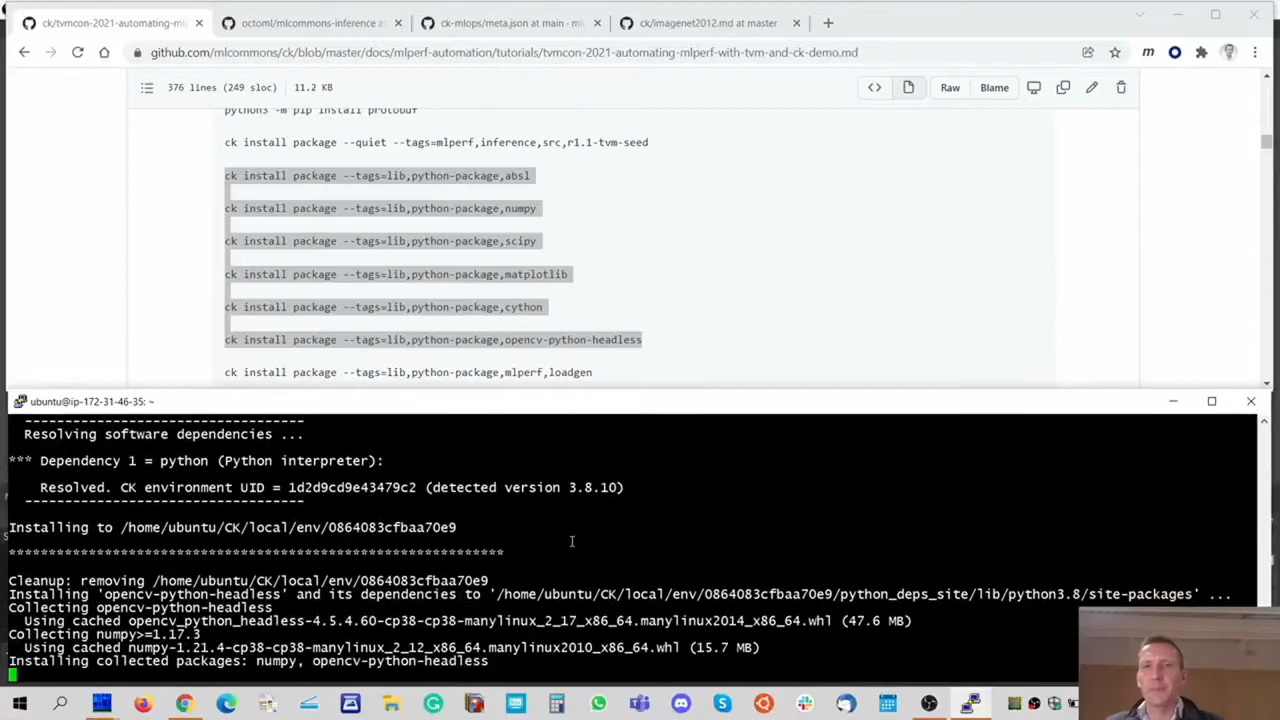 ck/tvmcon-2021-automating-ml
octoml/mlcommons-inference a
ck-mlops/meta.json at main · ml
ck/imagenet2012.md at master ·
github.com/mlcommons/ck/blob/master/docs/mlperf-automation/tutorials/tvmcon-2021-automating-mlperf-with-tvm-and-ck-demo.md
376 lines (249 sloc) 11.2 KB
Raw Blame
python3 -m pip install protobuf
ck install package --quiet --tags=mlperf,inference,src,r1.1-tvm-seed
ck install package --tags=lib,python-package,absl
ck install package --tags=lib,python-package,numpy
ck install package --tags=lib,python-package,scipy
ck install package --tags=lib,python-package,matplotlib
ck install package --tags=lib,python-package,cython
ck install package --tags=lib,python-package,opencv-python-headless
ck install package --tags=lib,python-package,mlperf,loadgen
ubuntu@ip-172-31-46-35: ~
-----------------------------------
Resolving software dependencies ...
*** Dependency 1 = python (Python interpreter):
Resolved. CK environment UID = 1d2d9cd9e43479c2 (detected version 3.8.10)
-----------------------------------
Installing to /home/ubuntu/CK/local/env/0864083cfbaa70e9
**************************************************************
Cleanup: removing /home/ubuntu/CK/local/env/0864083cfbaa70e9
Installing 'opencv-python-headless' and its dependencies to '/home/ubuntu/CK/local/env/0864083cfbaa70e9/python_deps_site/lib/python3.8/site-packages' ...
Collecting opencv-python-headless
Using cached opencv_python_headless-4.5.4.60-cp38-cp38-manylinux_2_17_x86_64.manylinux2014_x86_64.whl (47.6 MB)
Collecting numpy>=1.17.3
Using cached numpy-1.21.4-cp38-cp38-manylinux_2_12_x86_64.manylinux2010_x86_64.whl (15.7 MB)
Installing collected packages: numpy, opencv-python-headless